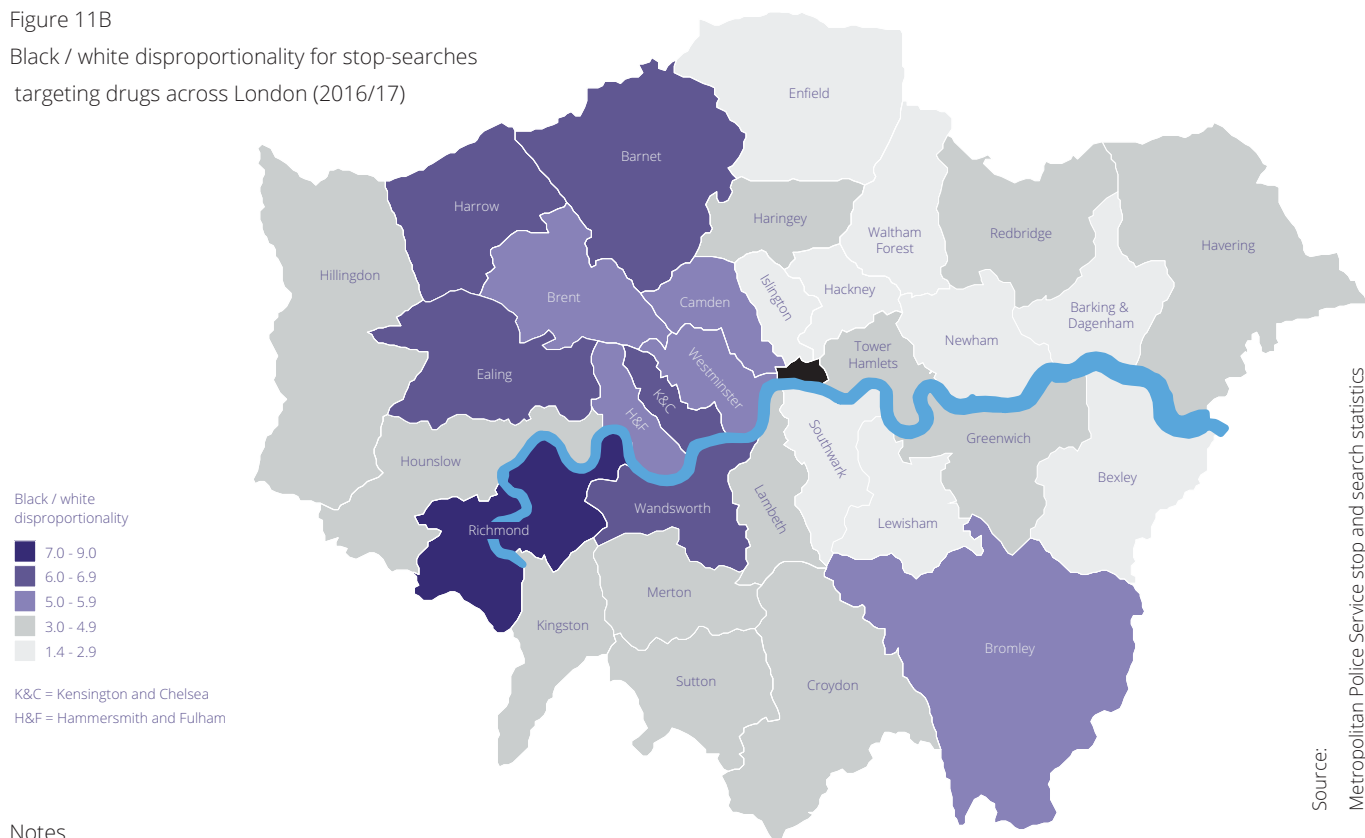 Figure 11B
Black / white disproportionality for stop-searches
targeting drugs across London (2016/17)
Enfield
Barnet
Harrow
Haringey
Waltham
Forest
Redbridge
Havering
Hillingdon
Brent
Camden
Islington
Hackney
Barking &
Dagenham
Newham
Tower
Hamlets
Ealing
Westminster
K&C
H&F
Hounslow
Southwark
Greenwich
Lambeth
Bexley
Wandsworth
Lewisham
Richmond
Merton
Kingston
Bromley
Sutton
Croydon
Black / white
disproportionality
7.0 - 9.0
6.0 - 6.9
5.0 - 5.9
3.0 - 4.9
1.4 - 2.9
K&C = Kensington and Chelsea
H&F = Hammersmith and Fulham
Source:
Metropolitan Police Service stop and search statistics
Notes